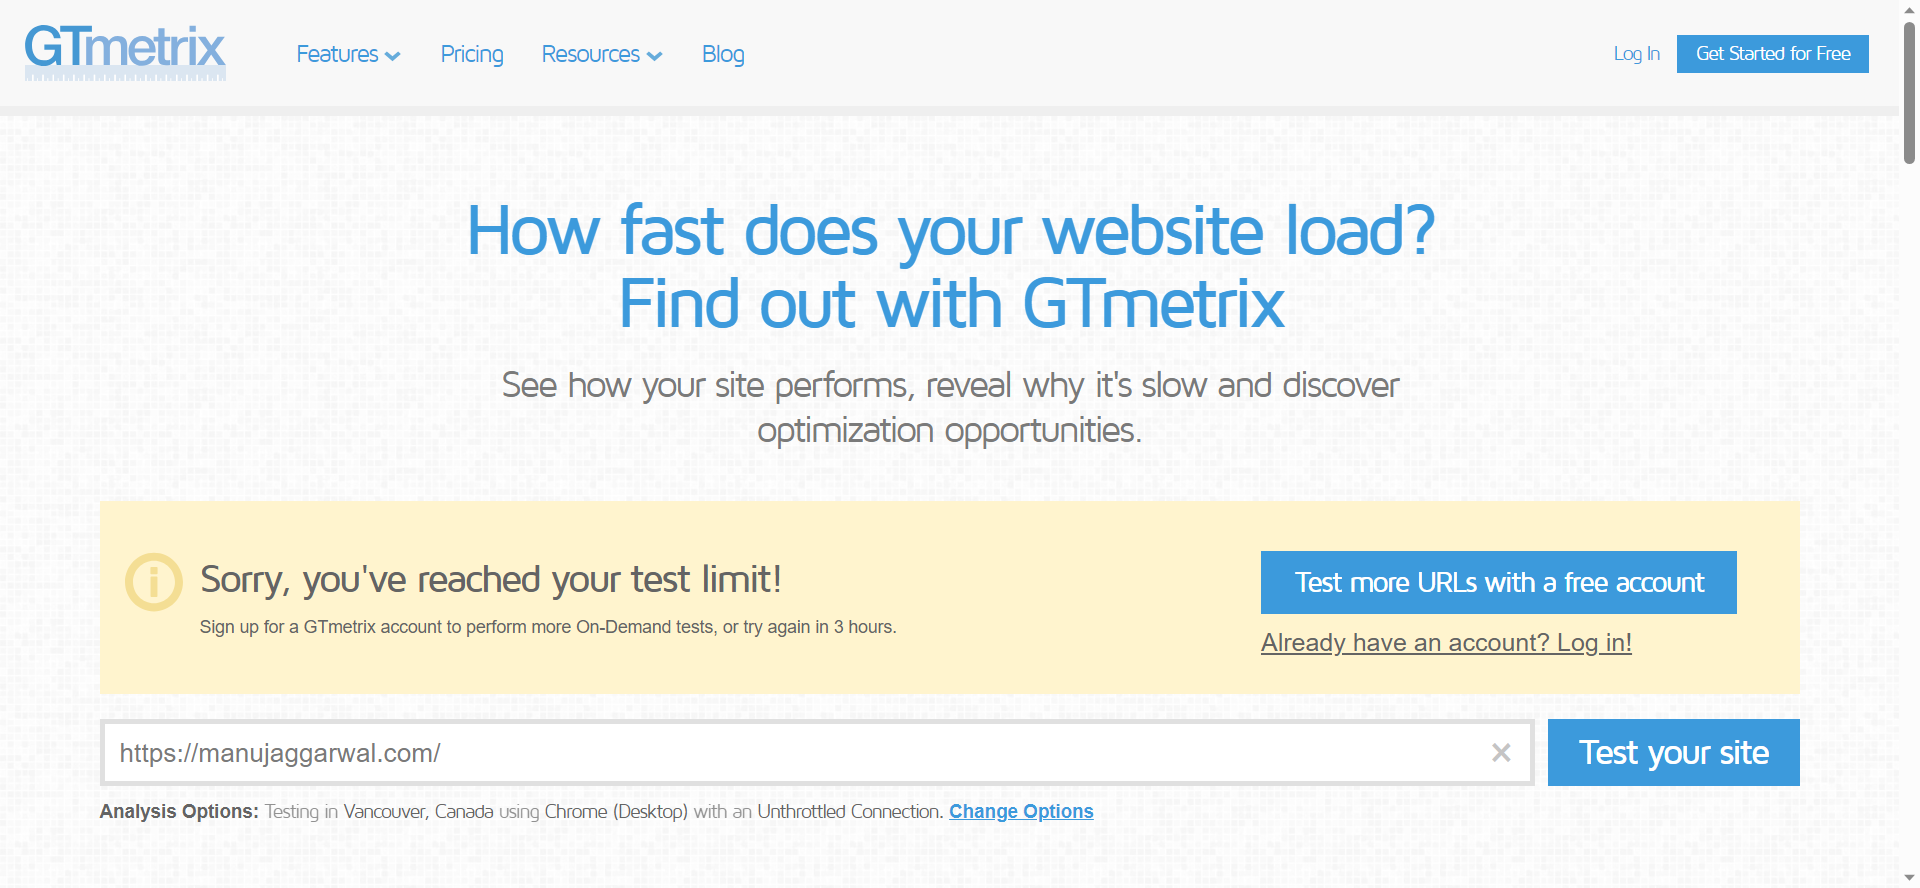 GTmetrix
Features
Pricing
Resources
Blog
Log In
Get Started for Free
How fast does your website load?
Find out with GTmetrix
See how your site performs, reveal why it's slow and discover
optimization opportunities.
Sorry, you've reached your test limit!
Sign up for a GTmetrix account to perform more On-Demand tests, or try again in 3 hours.
Test more URLs with a free account
Already have an account? Log in!
https://manujaggarwal.com/
Test your site
Analysis Options: Testing in Vancouver, Canada using Chrome (Desktop) with an Unthrottled Connection. Change Options